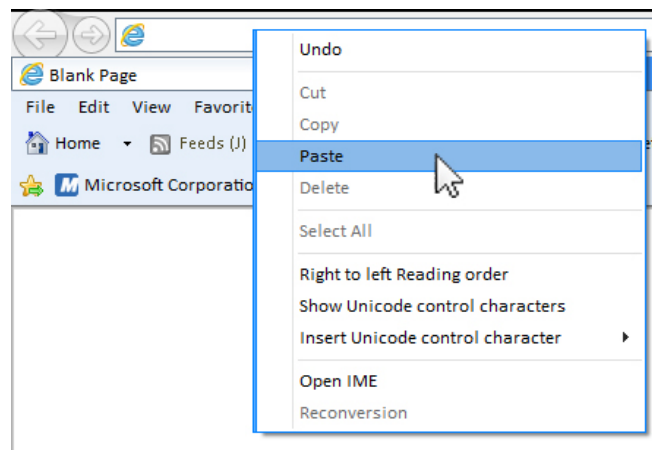 Blank Page
File Edit View Favorit
Home Feeds (J)
Microsoft Corporatio
Undo
Cut
Copy
Paste
Delete
Select All
Right to left Reading order
Show Unicode control characters
Insert Unicode control character
Open IME
Reconversion